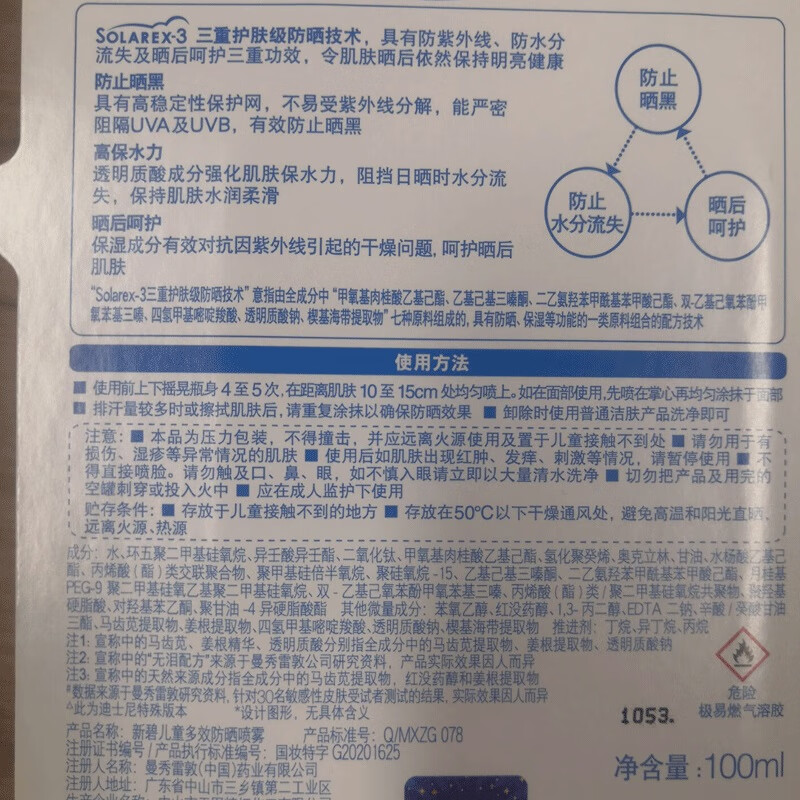 SOLAREX-3 三重护肤级防晒技术，具有防紫外线、防水分
流失及晒后呵护三重功效，令肌肤晒后依然保持明亮健康
防止晒黑
具有高稳定性保护网，不易受紫外线分解，能严密
阻隔UVA及UVB，有效防止晒黑
高保水力
透明质酸成分强化肌肤保水力，阻挡日晒时水分流
失，保持肌肤水润柔滑
晒后呵护
保湿成分有效对抗因紫外线引起的干燥问题,呵护晒后
肌肤
防止
晒黑
防止
水分流失
晒后
呵护
“Solarex-3三重护肤级防晒技术”意指由全成分中“甲氧基肉桂酸乙基己酯、乙基己基三嗪酮、二乙氨羟苯甲酰基苯甲酸己酯、双-乙基己氧苯酚甲
氧苯基三嗪、四氢甲基嘧啶羧酸、透明质酸钠、楔基海带提取物”七种原料组成的，具有防晒、保湿等功能的一类原料组合的配方技术
使用方法
■ 使用前上下摇晃瓶身4至5次,在距离肌肤10至15cm处均匀喷上。如在面部使用,先喷在掌心再均匀涂抹于面部
■ 排汗量较多时或擦拭肌肤后,请重复涂抹以确保防晒效果 ■ 卸除时使用普通洁肤产品洗净即可
注意：■ 本品为压力包装，不得撞击，并应远离火源使用及置于儿童接触不到处 ■ 请勿用于有
损伤、湿疹等异常情况的肌肤 ■ 使用后如肌肤出现红肿、发痒、刺激等情况，请暂停使用 ■ 不
得直接喷脸。请勿触及口、鼻、眼，如不慎入眼请立即以大量清水洗净 ■ 切勿把产品及用完的
空罐刺穿或投入火中 ■ 应在成人监护下使用
贮存条件：■ 存放于儿童接触不到的地方 ■ 存放在50℃以下干燥通风处，避免高温和阳光直晒、
远离火源、热源
成分：水、环五聚二甲基硅氧烷、异壬酸异壬酯、二氧化钛、甲氧基肉桂酸乙基己酯、氢化聚癸烯、奥克立林、甘油、水杨酸乙基己
酯、丙烯酸（酯）类交联聚合物、聚甲基硅倍半氧烷、聚硅氧烷-15、乙基己基三嗪酮、二乙氨羟苯甲酰基苯甲酸己酯、月桂基
PEG-9 聚二甲基硅氧乙基聚二甲基硅氧烷、双-乙基己氧苯酚甲氧苯基三嗪、丙烯酸（酯）类/聚二甲基硅氧烷共聚物、聚羟基
硬脂酸、对羟基苯乙酮、聚甘油-4异硬脂酸酯 其他微量成分：苯氧乙醇、红没药醇、1,3-丙二醇、EDTA二钠、辛酸/癸酸甘油
三酯、马齿苋提取物、姜根提取物、四氢甲基嘧啶羧酸、透明质酸钠、楔基海带提取物 推进剂：丁烷、异丁烷、丙烷
注1：宣称中的马齿苋、姜根精华、透明质酸分别指全成分中的马齿苋提取物、姜根提取物、透明质酸钠
注2：宣称中的“无泪配方”来源于曼秀雷敦公司研究资料，产品实际效果因人而异
注3：宣称中的天然来源成分指全成分中的马齿苋提取物，红没药醇和姜根提取物
#数据来源于曼秀雷敦研究资料,针对30名敏感性皮肤受试者测试的结果,实际效果因人而异
△此为迪士尼特殊版本 *设计图形，无具体含义
产品名称：新碧儿童多效防晒喷雾 产品标准号：Q/MXZG 078
注册证书编号/产品执行标准编号：国妆特字G20201625
注册人名称：曼秀雷敦(中国)药业有限公司
注册人地址：广东省中山市三乡镇第二工业区
危险
极易燃气溶胶
1053.
净含量:100ml